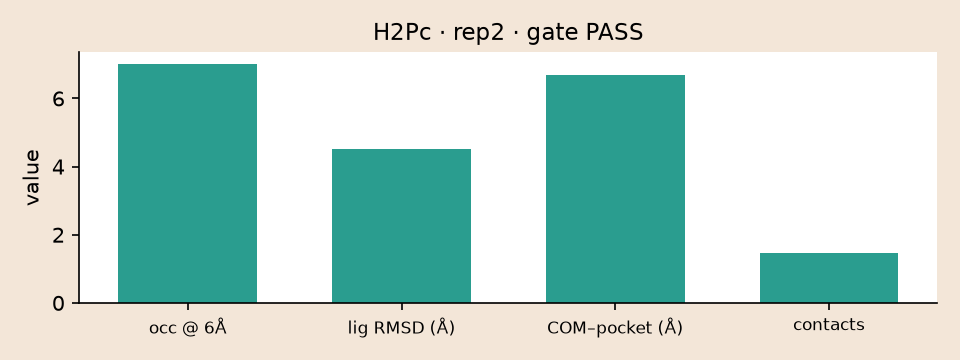 H2Pc · rep2 · gate PASS
value
6
4
2
0
occ @ 6Å
lig RMSD (Å)
COM–pocket (Å)
contacts